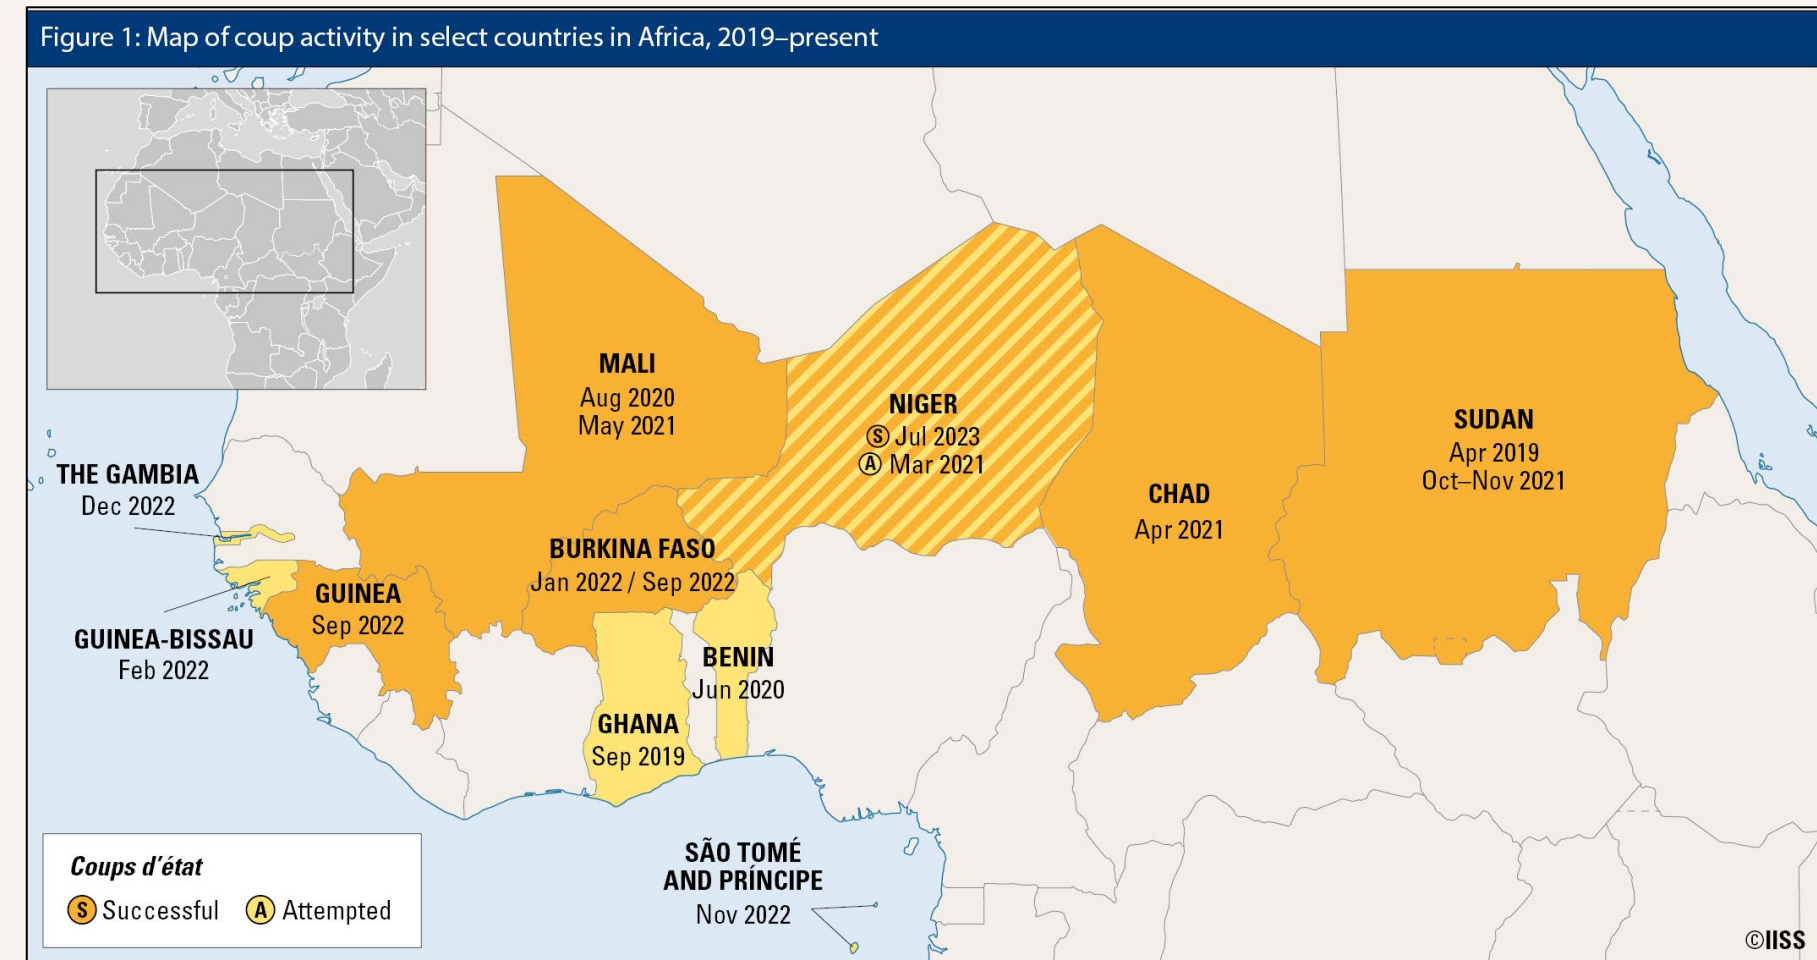 Figure 1: Map of coup activity in select countries in Africa, 2019–present
MALI
Aug 2020
May 2021
NIGER
S Jul 2023
A Mar 2021
SUDAN
Apr 2019
Oct–Nov 2021
CHAD
Apr 2021
THE GAMBIA
Dec 2022
BURKINA FASO
Jan 2022 / Sep 2022
GUINEA
Sep 2022
GUINEA-BISSAU
Feb 2022
BENIN
Jun 2020
GHANA
Sep 2019
SÃO TOMÉ
AND PRÍNCIPE
Nov 2022
Coups d’état
S Successful A Attempted
©IISS